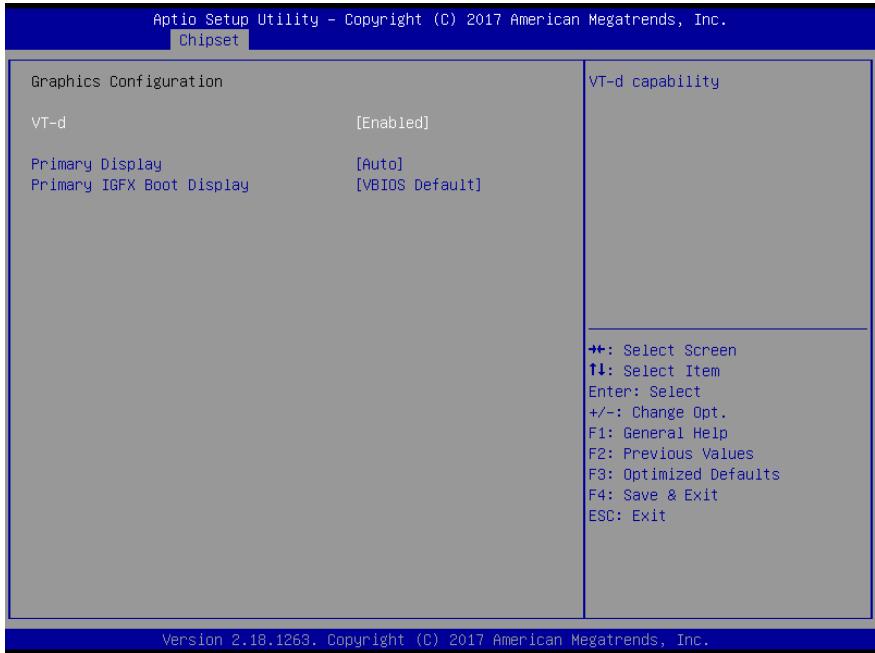 Aptio Setup Utility – Copyright (C) 2017 American Megatrends, Inc.
Chipset
Graphics Configuration
VT-d [Enabled]
Primary Display [Auto]
Primary IGFX Boot Display [VBIOS Default]
VT-d capability
→←: Select Screen
↑↓: Select Item
Enter: Select
+/-: Change Opt.
F1: General Help
F2: Previous Values
F3: Optimized Defaults
F4: Save & Exit
ESC: Exit
Version 2.18.1263. Copyright (C) 2017 American Megatrends, Inc.